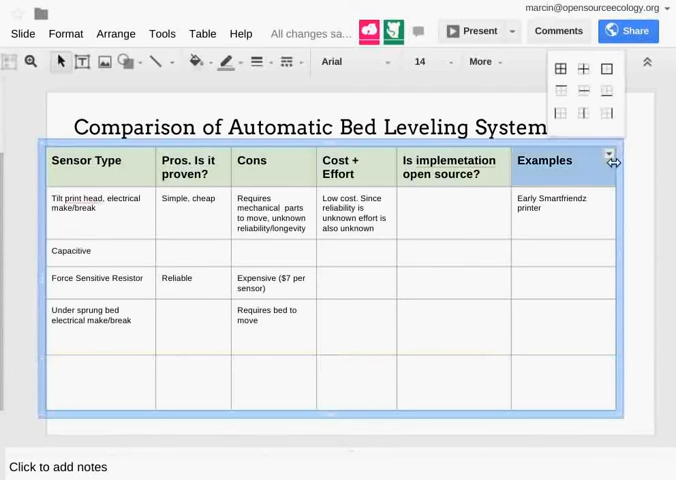 marcin@opensourceecology.org
Slide Format Arrange Tools Table Help All changes sa... Present Comments Share
Arial 14 More
Comparison of Automatic Bed Leveling System
Sensor Type
Pros. Is it
proven?
Cons
Cost +
Effort
Is implemetation
open source?
Examples
Tilt print head, electrical
make/break
Simple, cheap
Requires
mechanical parts
to move, unknown
reliability/longevity
Low cost. Since
reliability is
unknown effort is
also unknown
Early Smartfriendz
printer
Capacitive
Force Sensitive Resistor
Reliable
Expensive ($7 per
sensor)
Under sprung bed
electrical make/break
Requires bed to
move
Click to add notes